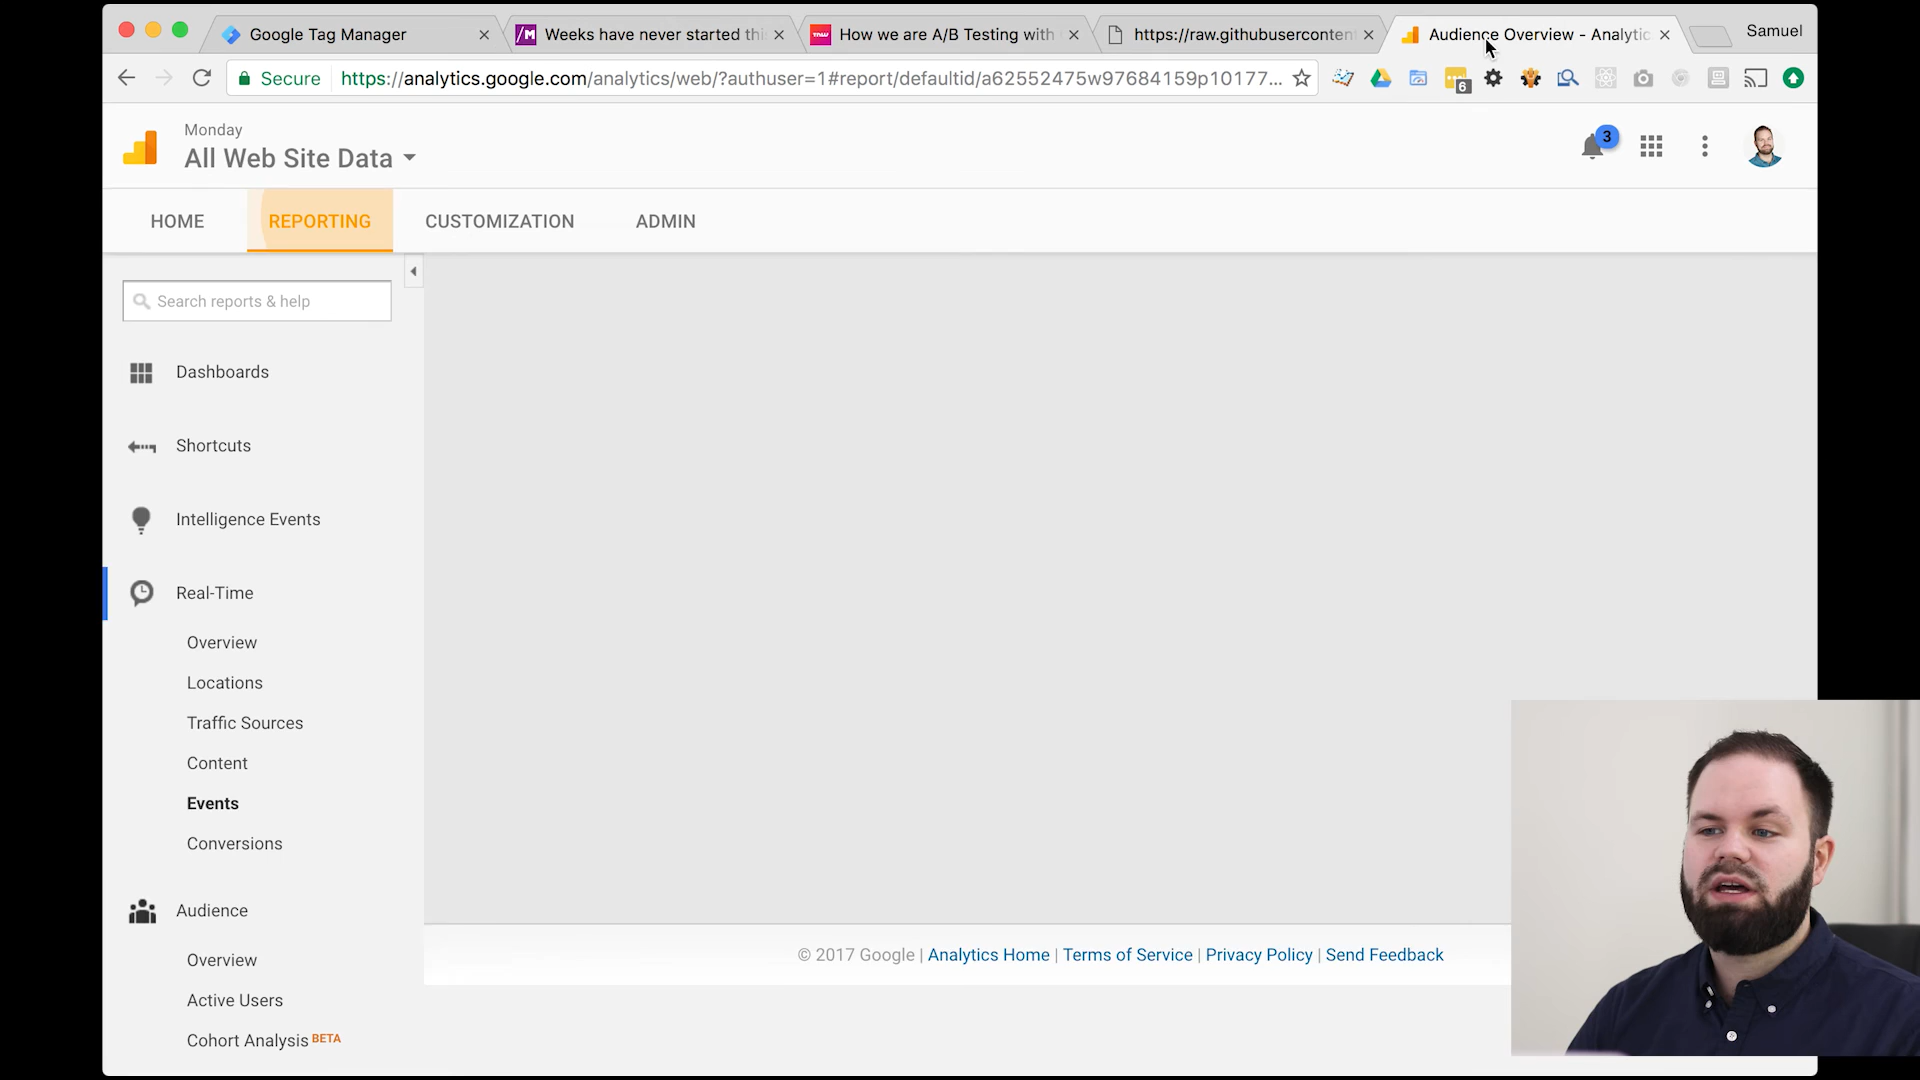 Google Tag Manager
/M Weeks have never started thi
TNW How we are A/B Testing with
https://raw.githubuserconten
Audience Overview - Analytic
Samuel
Secure https://analytics.google.com/analytics/web/?authuser=1#report/defaultid/a62552475w97684159p10177...
6
Monday
All Web Site Data
3
HOME REPORTING CUSTOMIZATION ADMIN
Search reports & help
Dashboards
Shortcuts
Intelligence Events
Real-Time
Overview
Locations
Traffic Sources
Content
Events
Conversions
Audience
Overview
Active Users
Cohort Analysis BETA
© 2017 Google | Analytics Home | Terms of Service | Privacy Policy | Send Feedback